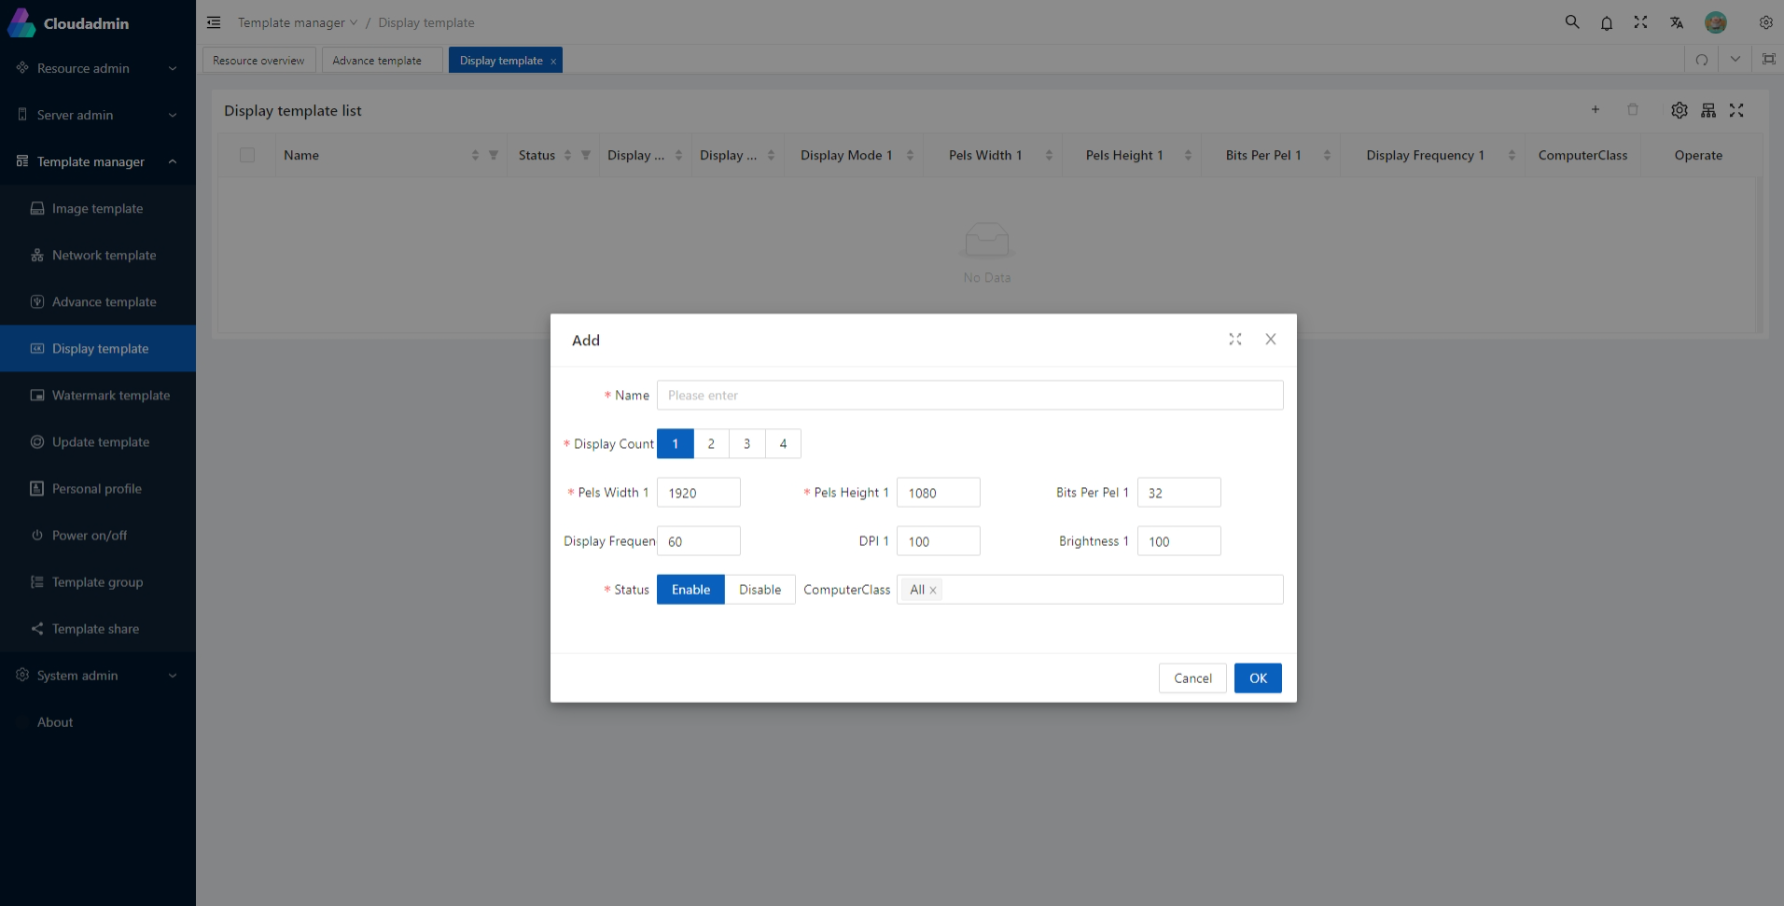 Cloudadmin
Template manager / Display template
Resource overview
Advance template
Display template ×
Resource admin
Server admin
Template manager
Image template
Network template
Advance template
Display template
Watermark template
Update template
Personal profile
Power on/off
Template group
Template share
System admin
About
Display template list
Name Status Display ... Display ... Display Mode 1 Pels Width 1 Pels Height 1 Bits Per Pel 1 Display Frequency 1 ComputerClass Operate
No Data
Add
* Name Please enter
* Display Count 1 2 3 4
* Pels Width 1 1920 * Pels Height 1 1080 Bits Per Pel 1 32
Display Frequen 60 DPI 1 100 Brightness 1 100
* Status Enable Disable ComputerClass All ×
Cancel OK